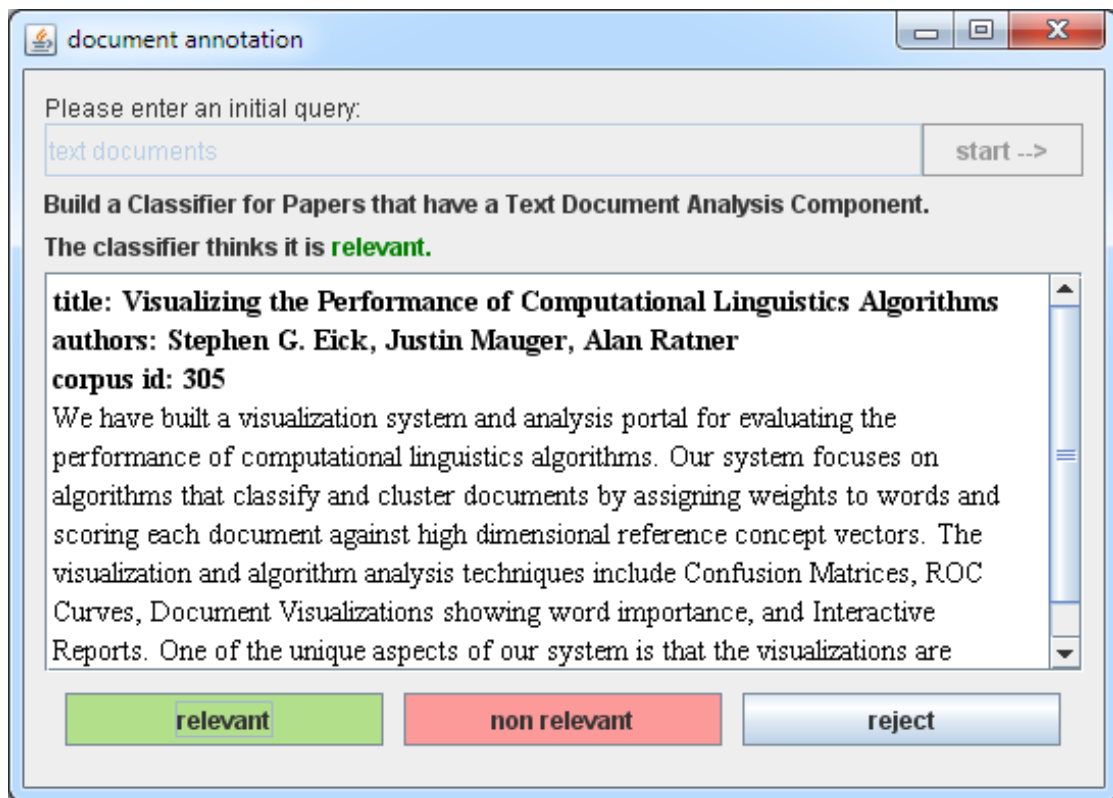 document annotation
Please enter an initial query:
text documents
start -->
Build a Classifier for Papers that have a Text Document Analysis Component.
The classifier thinks it is relevant.
title: Visualizing the Performance of Computational Linguistics Algorithms
authors: Stephen G. Eick, Justin Mauger, Alan Ratner
corpus id: 305
We have built a visualization system and analysis portal for evaluating the
performance of computational linguistics algorithms. Our system focuses on
algorithms that classify and cluster documents by assigning weights to words and
scoring each document against high dimensional reference concept vectors. The
visualization and algorithm analysis techniques include Confusion Matrices, ROC
Curves, Document Visualizations showing word importance, and Interactive
Reports. One of the unique aspects of our system is that the visualizations are
relevant
non relevant
reject